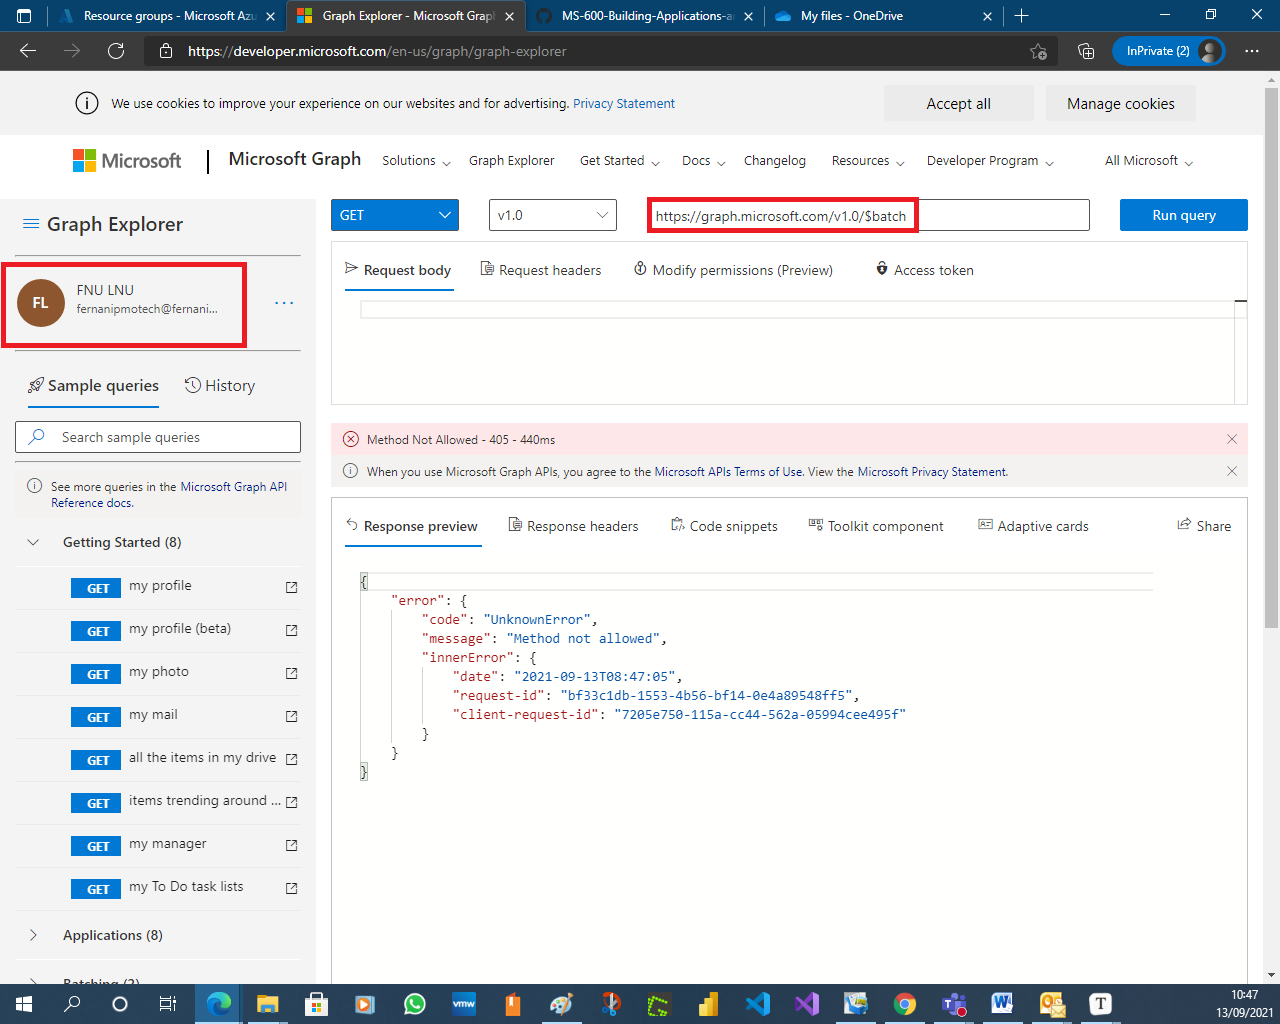 Resource groups - Microsoft Azu
Graph Explorer - Microsoft Grap
MS-600-Building-Applications-a
My files - OneDrive
https://developer.microsoft.com/en-us/graph/graph-explorer
InPrivate (2)
We use cookies to improve your experience on our websites and for advertising. Privacy Statement
Accept all
Manage cookies
Microsoft
Microsoft Graph
Solutions
Graph Explorer
Get Started
Docs
Changelog
Resources
Developer Program
All Microsoft
Graph Explorer
GET
v1.0
https://graph.microsoft.com/v1.0/$batch
Run query
FL
FNU LNU
fernanipmotech@fernani...
Request body
Request headers
Modify permissions (Preview)
Access token
Sample queries
History
Search sample queries
See more queries in the Microsoft Graph API
Reference docs.
Getting Started (8)
GET my profile
GET my profile (beta)
GET my photo
GET my mail
GET all the items in my drive
GET items trending around ...
GET my manager
GET my To Do task lists
Applications (8)
Batching (2)
Method Not Allowed - 405 - 440ms
When you use Microsoft Graph APIs, you agree to the Microsoft APIs Terms of Use. View the Microsoft Privacy Statement.
Response preview
Response headers
Code snippets
Toolkit component
Adaptive cards
Share
{
"error": {
"code": "UnknownError",
"message": "Method not allowed",
"innerError": {
"date": "2021-09-13T08:47:05",
"request-id": "bf33c1db-1553-4b56-bf14-0e4a89548ff5",
"client-request-id": "7205e750-115a-cc44-562a-05994cee495f"
}
}
}
vmw
T
10:47
13/09/2021